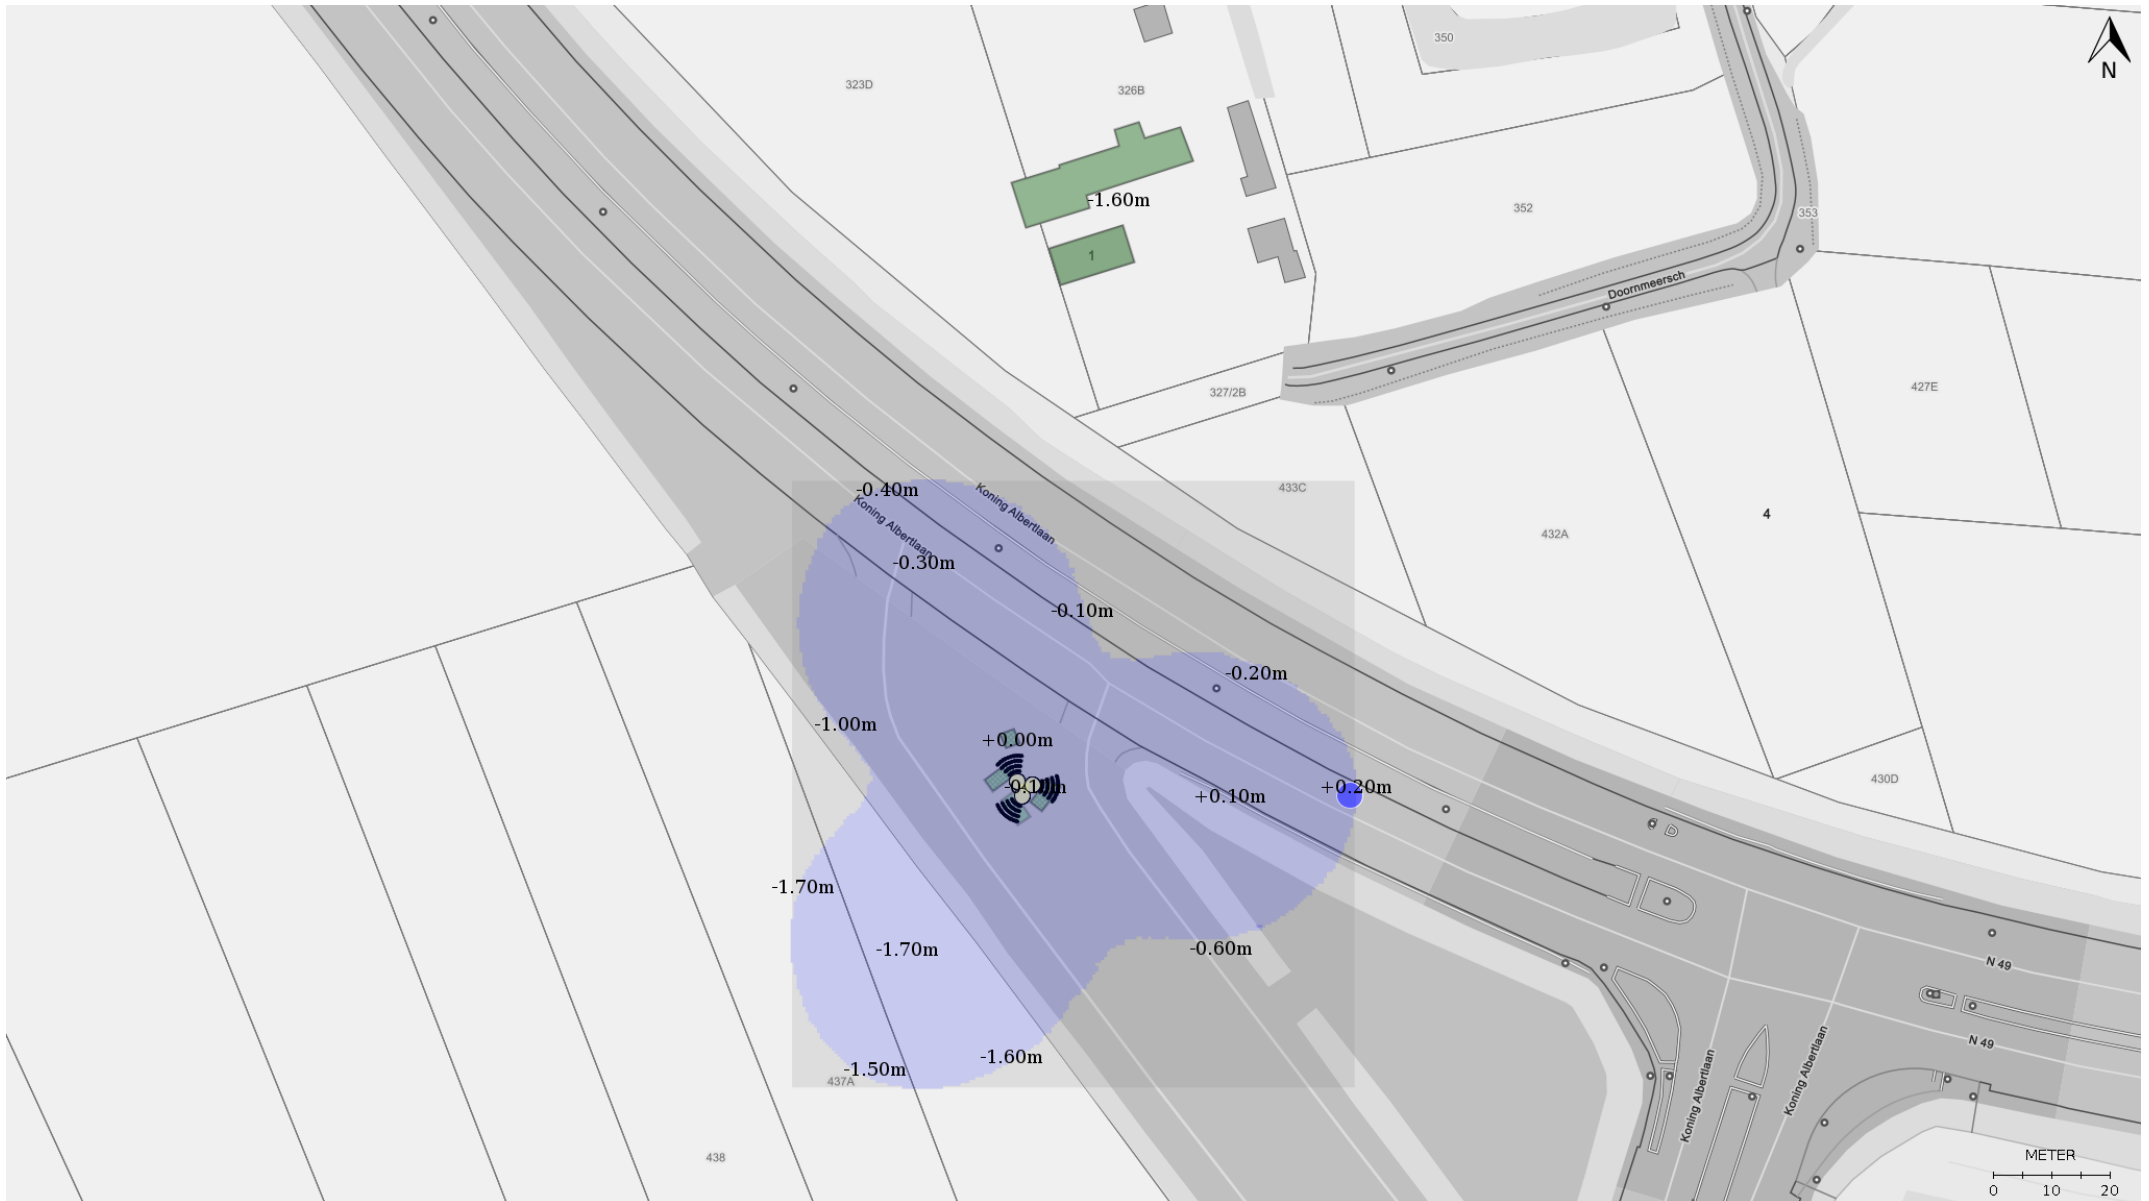 350
323D
326B
N
-1.60m
352
353
1
Doornmeersch
327/2B
427E
433C
-0.40m
Koning Albertlaan
Koning Albertlaan
4
432A
-0.30m
-0.10m
-0.20m
-1.00m
+0.00m
+0.10m
+0.20m
430D
D
-1.70m
-1.70m
-0.60m
N 49
N 49
-1.60m
-1.50m
437A
Koning Albertlaan
Koning Albertlaan
438
METER
0 10 20